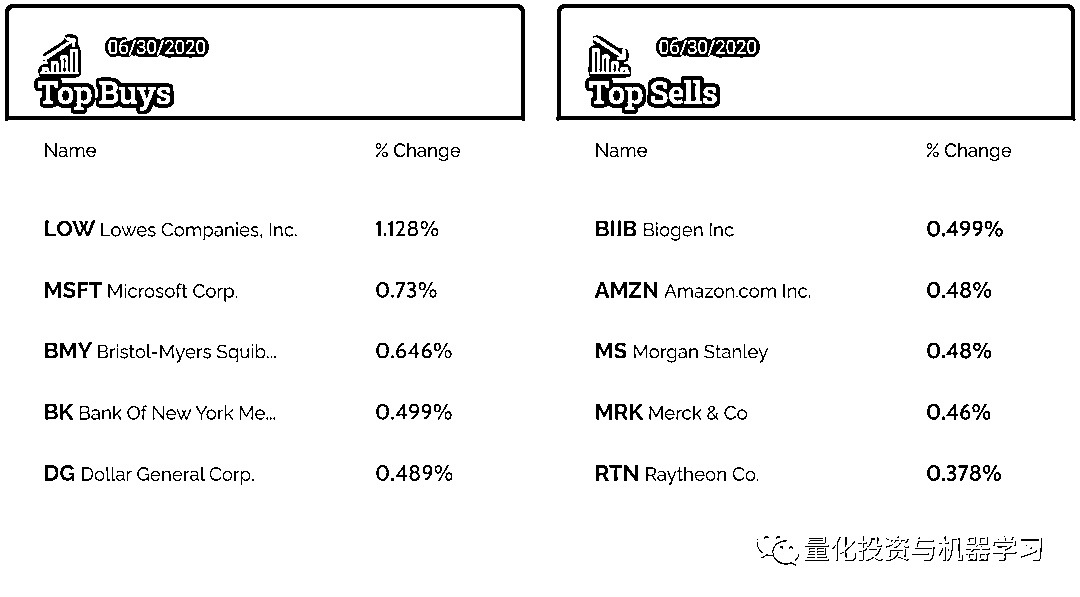 06/30/2020
Top Buys
Name % Change
LOW Lowes Companies, Inc. 1.128%
MSFT Microsoft Corp. 0.73%
BMY Bristol-Myers Squib... 0.646%
BK Bank Of New York Me... 0.499%
DG Dollar General Corp. 0.489%
06/30/2020
Top Sells
Name % Change
BIIB Biogen Inc 0.499%
AMZN Amazon.com Inc. 0.48%
MS Morgan Stanley 0.48%
MRK Merck & Co 0.46%
RTN Raytheon Co. 0.378%
量化投资与机器学习